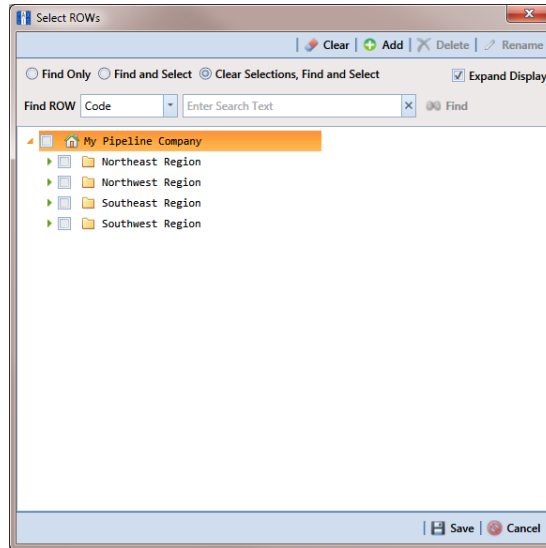 Select ROWs
Clear Add Delete Rename
Find Only Find and Select Clear Selections, Find and Select Expand Display
Find ROW Code Enter Search Text Find
My Pipeline Company
Northeast Region
Northwest Region
Southeast Region
Southwest Region
Save Cancel